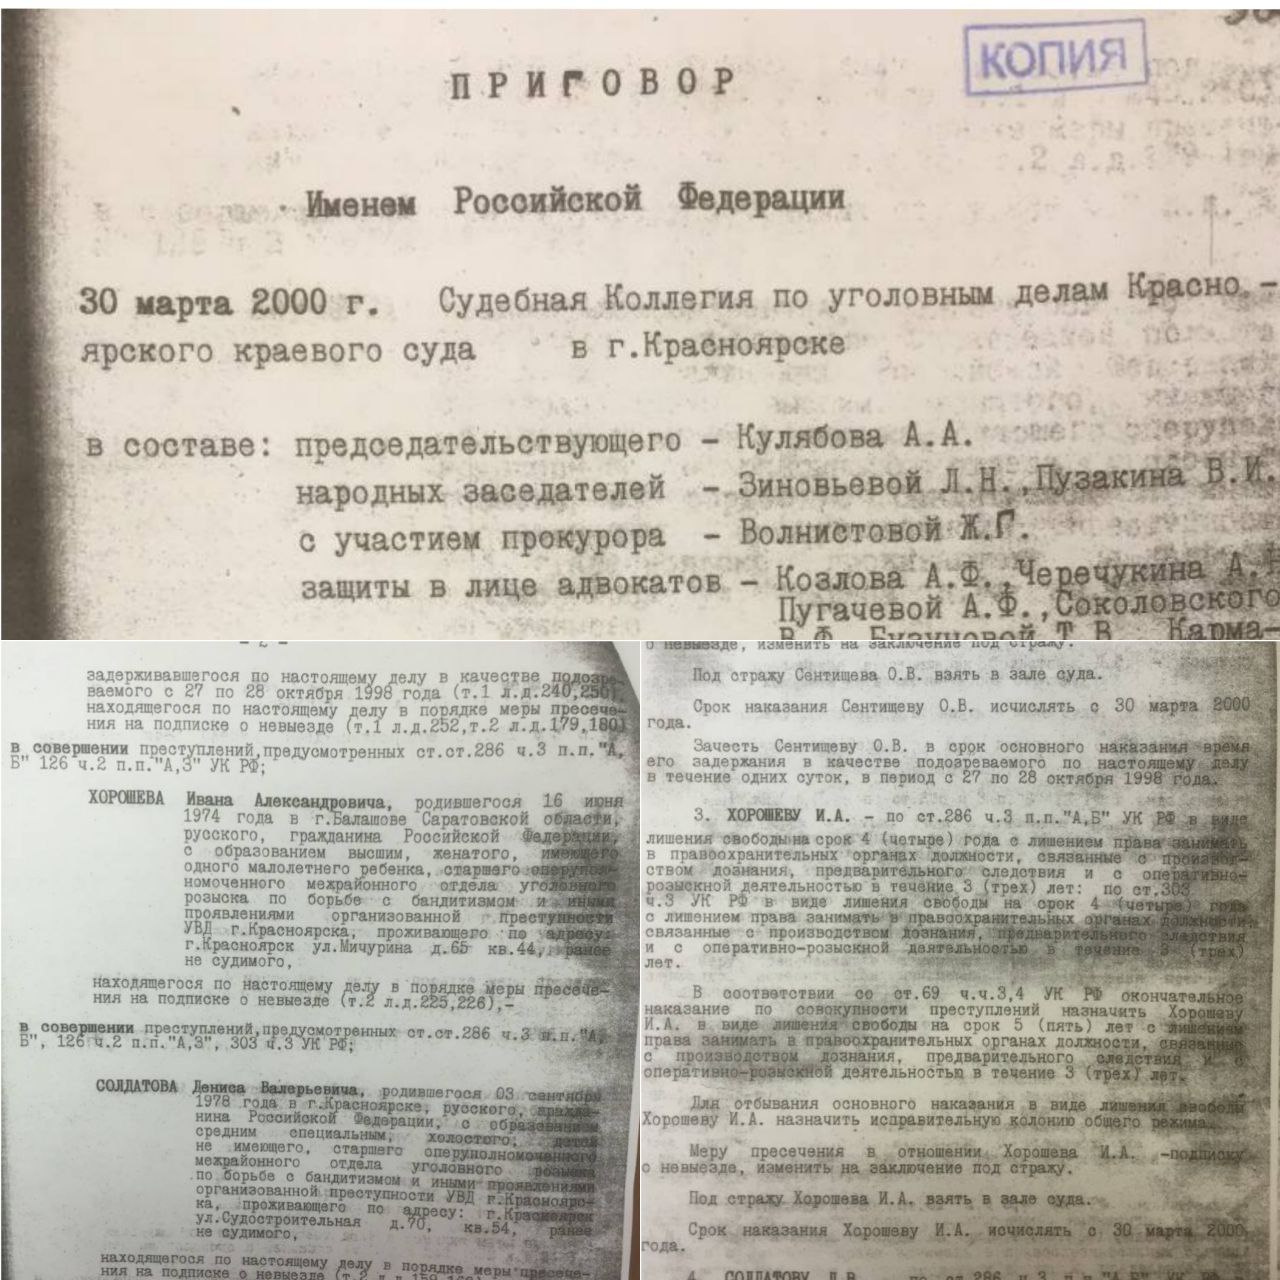 КОПИЯ
П Р И Г О В О Р
Именем Российской Федерации
30 марта 2000 г. Судебная Коллегия по уголовным делам Красно-
ярского краевого суда в г.Красноярске
в составе: председательствующего – Кулябова А.А.
народных заседателей – Зиновьевой Л.Н.,Пузакина В.И.
с участием прокурора – Волнистовой Ж.Г.
защиты в лице адвокатов – Козлова А.Ф.,Черечукина А.
Пугачевой А.Ф.,Соколовского
В.Ф. Бузуновой Т.В. Карма-
- 2 -
задерживавшегося по настоящему делу в качестве подозре-
ваемого с 27 по 28 октября 1998 года (т.1 л.д.240,250),
находящегося по настоящему делу в порядке меры пресече-
ния на подписке о невыезде (т.1 л.д.252,т.2 л.д.179,180)
в совершении преступлений,предусмотренных ст.ст.286 ч.3 п.п."А,
Б" 126 ч.2 п.п."А,З" УК РФ;
ХОРОШЕВА Ивана Александровича, родившегося 16 июня
1974 года в г.Балашове Саратовской области,
русского, гражданина Российской Федерации,
с образованием высшим, женатого, имеющего
одного малолетнего ребенка, старшего оперупол-
номоченного межрайонного отдела уголовного
розыска по борьбе с бандитизмом и иными
проявлениями организованной преступности
УВД г.Красноярска, проживающего по адресу:
г.Красноярск ул.Мичурина д.65 кв.44, ранее
не судимого,
находящегося по настоящему делу в порядке меры пресече-
ния на подписке о невыезде (т.2 л.д.225,226),–
в совершении преступлений,предусмотренных ст.ст.286 ч.3 п.п."А,
Б", 126 ч.2 п.п."А,З", 303 ч.3 УК РФ;
СОЛДАТОВА Дениса Валерьевича, родившегося 03 сентября
1978 года в г.Красноярске, русского, гражда-
нина Российской Федерации, с образованием
средним специальным, холостого, детей
не имеющего, старшего оперуполномоченного
межрайонного отдела уголовного розыска
по борьбе с бандитизмом и иными проявлениями
организованной преступности УВД г.Красноярс-
ка, проживающего по адресу: г.Красноярск
ул.Судостроительная д.70, кв.54, ранее
не судимого,
находящегося по настоящему делу в порядке меры пресече-
ния на подписке о невыезде (т.2
о невыезде, изменить на заключение под стражу.
Под стражу Сентищева О.В. взять в зале суда.
Срок наказания Сентищеву О.В. исчислять с 30 марта 2000
года.
Зачесть Сентищеву О.В. в срок основного наказания время
его задержания в качестве подозреваемого по настоящему делу
в течение одних суток, в период с 27 по 28 октября 1998 года.
3. ХОРОШЕВУ И.А. – по ст.286 ч.3 п.п."А,Б" УК РФ в виде
лишения свободы на срок 4 (четыре) года с лишением права занимать
в правоохранительных органах должности, связанные с производ-
ством дознания, предварительного следствия и с оперативно-
розыскной деятельностью в течение 3 (трех) лет: по ст.303
ч.3 УК РФ в виде лишения свободы на срок 4 (четыре) года
с лишением права занимать в правоохранительных органах должности,
связанные с производством дознания, предварительного следствия
и с оперативно-розыскной деятельностью в течение 3 (трех)
лет.
В соответствии со ст.69 ч.ч.3,4 УК РФ окончательное
наказание по совокупности преступлений назначить Хорошеву
И.А. в виде лишения свободы на срок 5 (пять) лет с лишением
права занимать в правоохранительных органах должности, связанные
с производством дознания, предварительного следствия и с
оперативно-розыскной деятельностью в течение 3 (трех) лет.
Для отбывания основного наказания в виде лишения свободы
Хорошеву И.А. назначить исправительную колонию общего режима.
Меру пресечения в отношении Хорошева И.А. –подписку
о невыезде, изменить на заключение под стражу.
Под стражу Хорошева И.А. взять в зале суда.
Срок наказания Хорошеву И.А. исчислять с 30 марта 2000
года.
4. СОЛДАТОВУ Д.В. по ст.286 ч.3